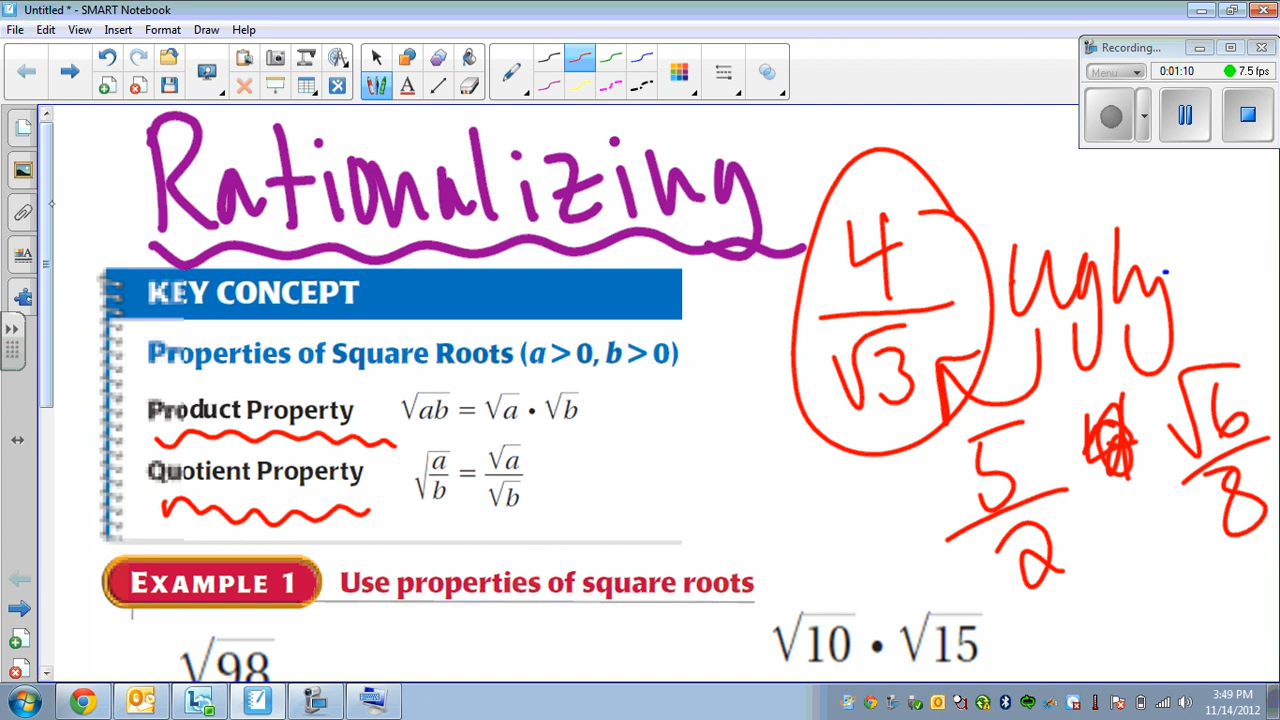 Untitled * - SMART Notebook
File Edit View Insert Format Draw Help
Recording...
Menu 0:01:10 7.5 fps
Rationalizing
4/√3 ugly
KEY CONCEPT
Properties of Square Roots (a > 0, b > 0)
Product Property √ab = √a • √b
Quotient Property √a/b = √a/√b
5/2 √6/8
EXAMPLE 1 Use properties of square roots
√98 √10 • √15
3:49 PM
11/14/2012